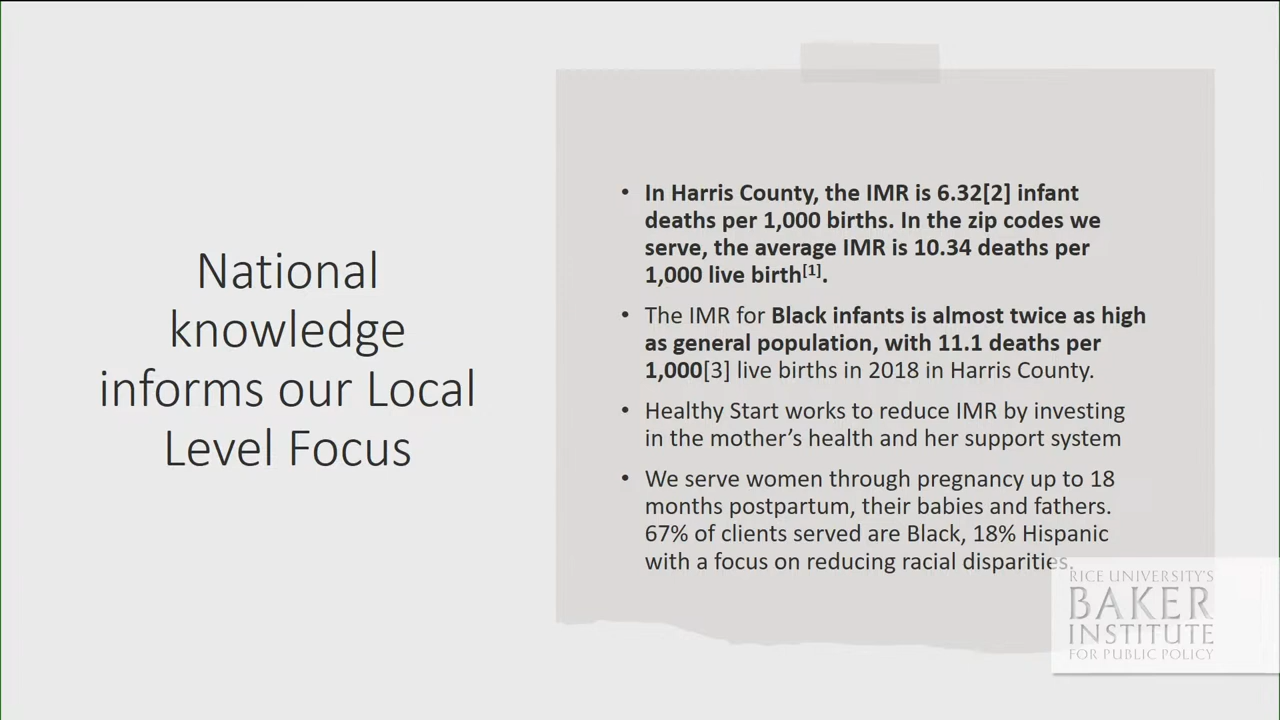 National
knowledge
informs our Local
Level Focus
• In Harris County, the IMR is 6.32[2] infant
deaths per 1,000 births. In the zip codes we
serve, the average IMR is 10.34 deaths per
1,000 live birth[1].
• The IMR for Black infants is almost twice as high
as general population, with 11.1 deaths per
1,000[3] live births in 2018 in Harris County.
• Healthy Start works to reduce IMR by investing
in the mother’s health and her support system
• We serve women through pregnancy up to 18
months postpartum, their babies and fathers.
67% of clients served are Black, 18% Hispanic
with a focus on reducing racial disparities.
RICE UNIVERSITY'S
BAKER
INSTITUTE
FOR PUBLIC POLICY